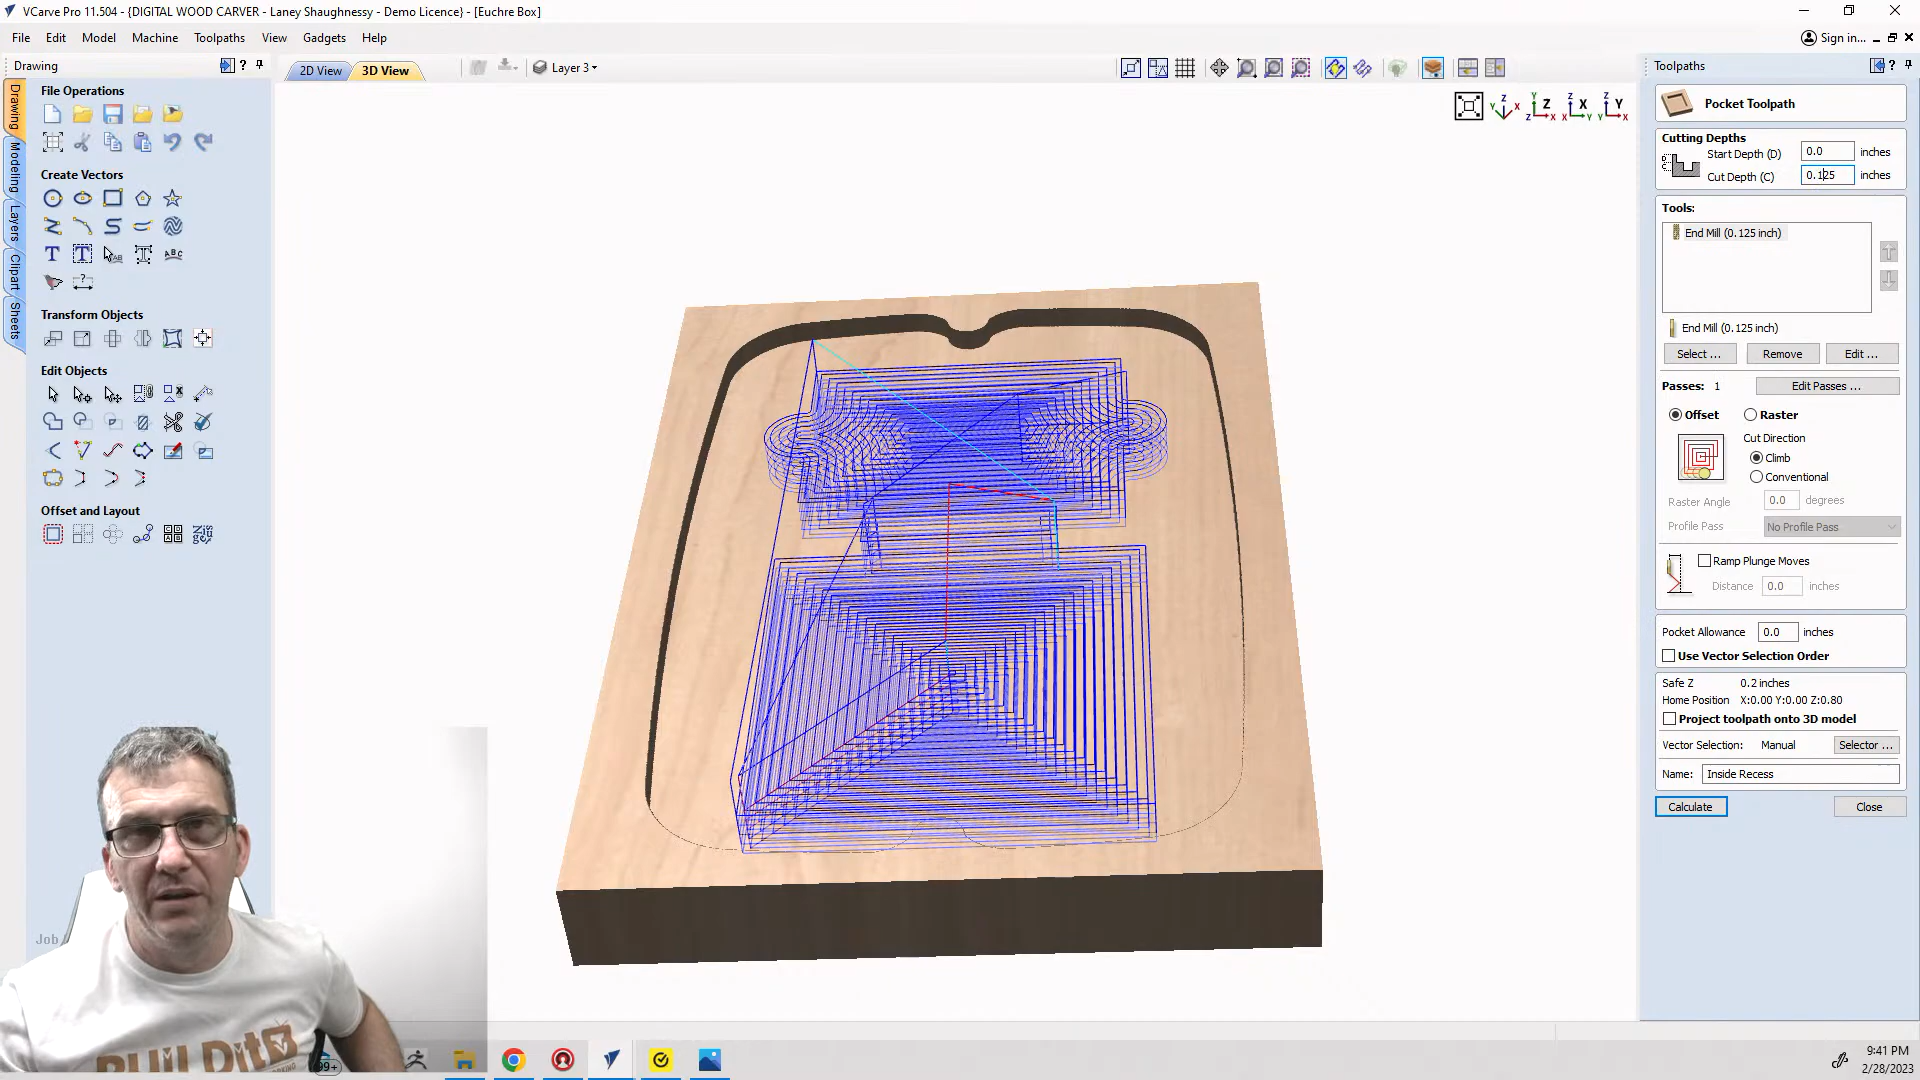 VCarve Pro 11.504 - {DIGITAL WOOD CARVER - Laney Shaughnessy - Demo Licence} - [Euchre Box]
File Edit Model Machine Toolpaths View Gadgets Help
Sign in...
Drawing
2D View
3D View
Layer 3
Toolpaths
Drawing
Modeling
Layers
Clipart
Sheets
File Operations
Create Vectors
Transform Objects
Edit Objects
Offset and Layout
Job
Z
X
Y
Pocket Toolpath
Cutting Depths
Start Depth (D) 0.0 inches
Cut Depth (C) 0.125 inches
Tools:
End Mill (0.125 inch)
End Mill (0.125 inch)
Select ... Remove Edit ...
Passes: 1 Edit Passes ...
Offset Raster
Cut Direction
Climb
Conventional
Raster Angle 0.0 degrees
Profile Pass No Profile Pass
Ramp Plunge Moves
Distance 0.0 inches
Pocket Allowance 0.0 inches
Use Vector Selection Order
Safe Z 0.2 inches
Home Position X:0.00 Y:0.00 Z:0.80
Project toolpath onto 3D model
Vector Selection: Manual Selector ...
Name: Inside Recess
Calculate Close
BUILDit
99+
9:41 PM
2/28/2023